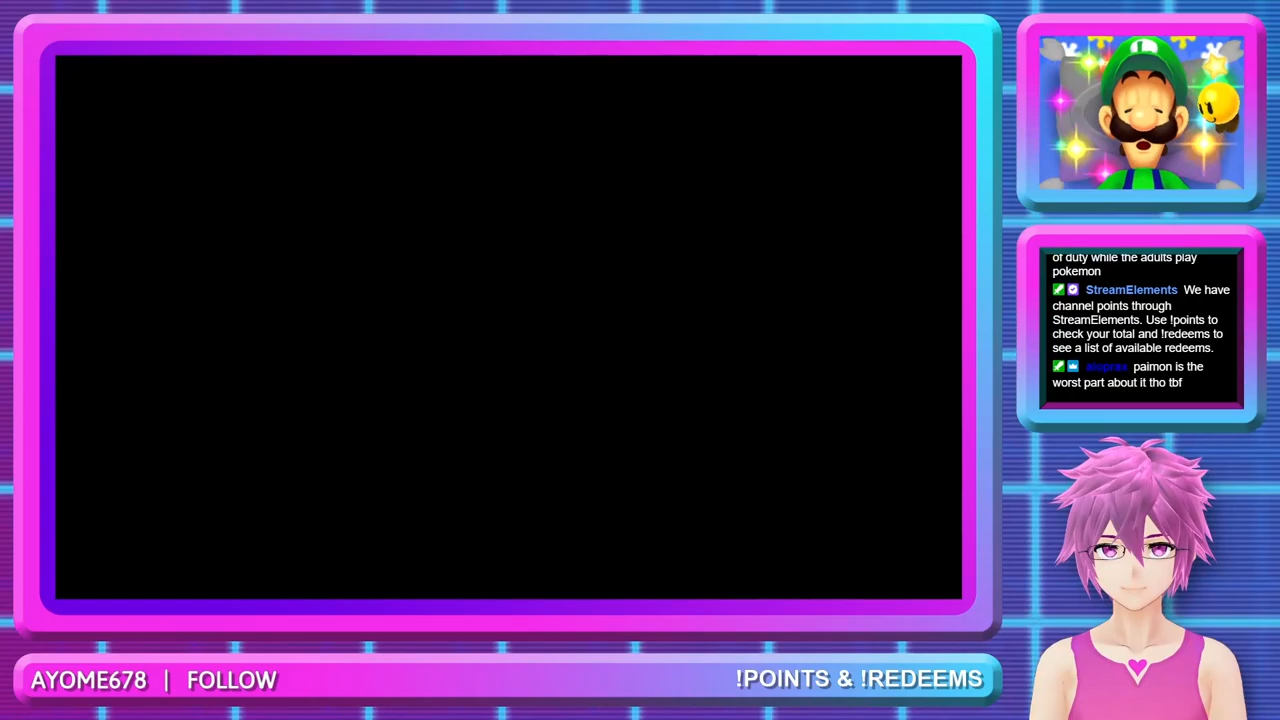 of duty while the adults play
pokemon
StreamElements We have
channel points through
StreamElements. Use !points to
check your total and !redeems to
see a list of available redeems.
paimon is the
worst part about it tho tbf
AYOME678 | FOLLOW
!POINTS & !REDEEMS